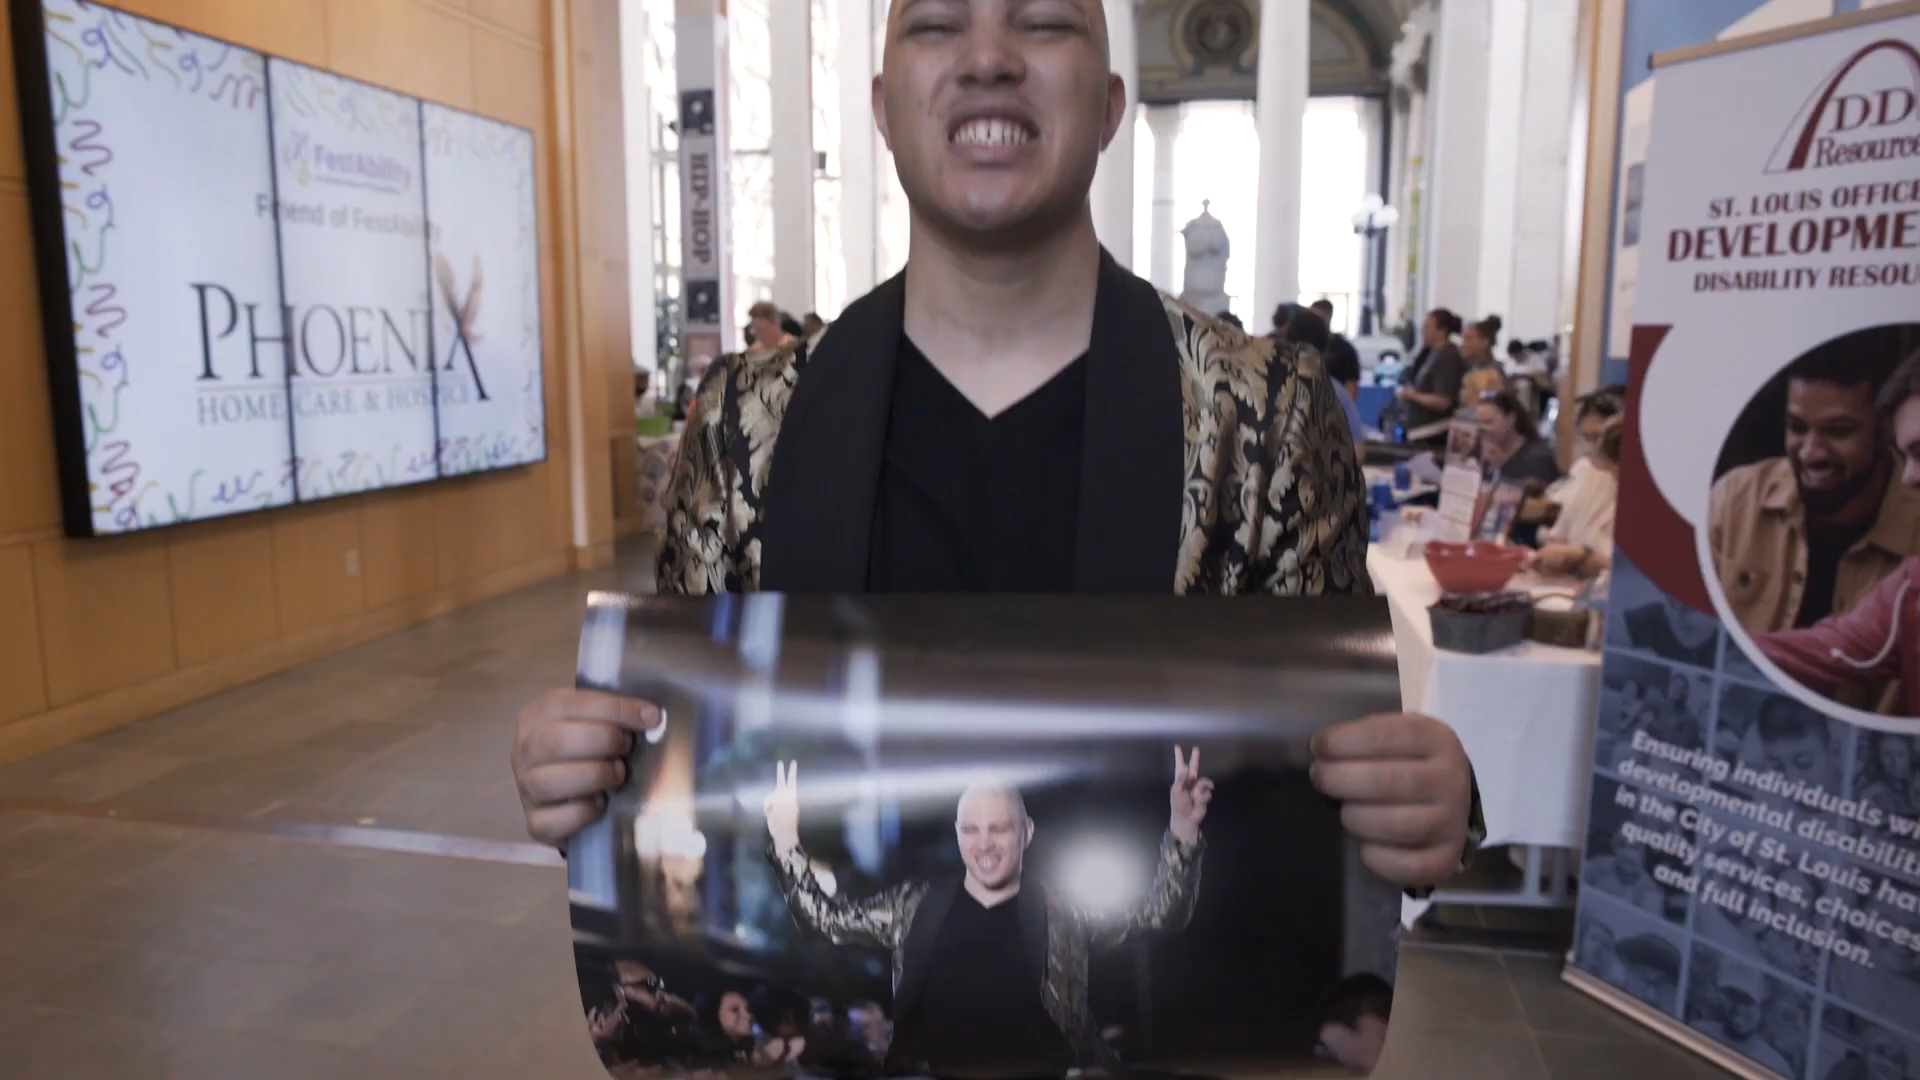 FestAbility
Friend of FestAbility
PHOENIX
HOME CARE & HOSPICE
HIP-HOP
DD
Resource
ST. LOUIS OFFICE
DEVELOPME
DISABILITY RESOU
Ensuring individuals wi
developmental disabiliti
in the City of St. Louis ha
quality services, choices
and full inclusion.